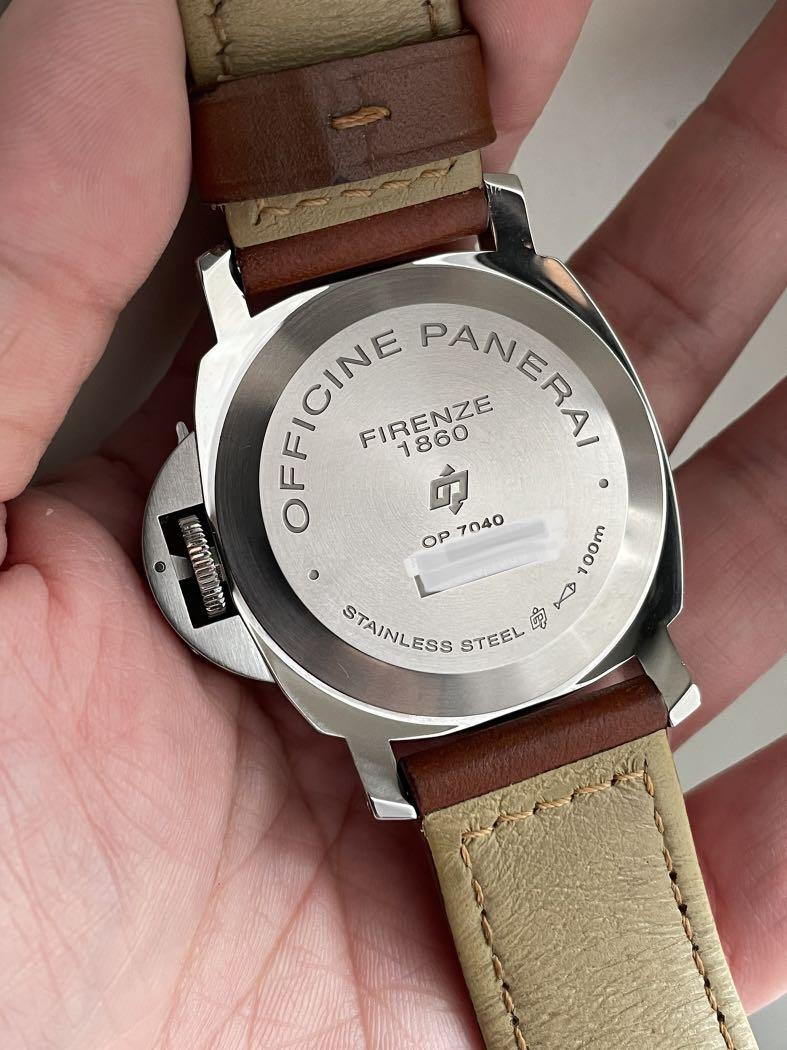 OFFICINE PANERAI
FIRENZE
1860
OP 7040
STAINLESS STEEL
100m